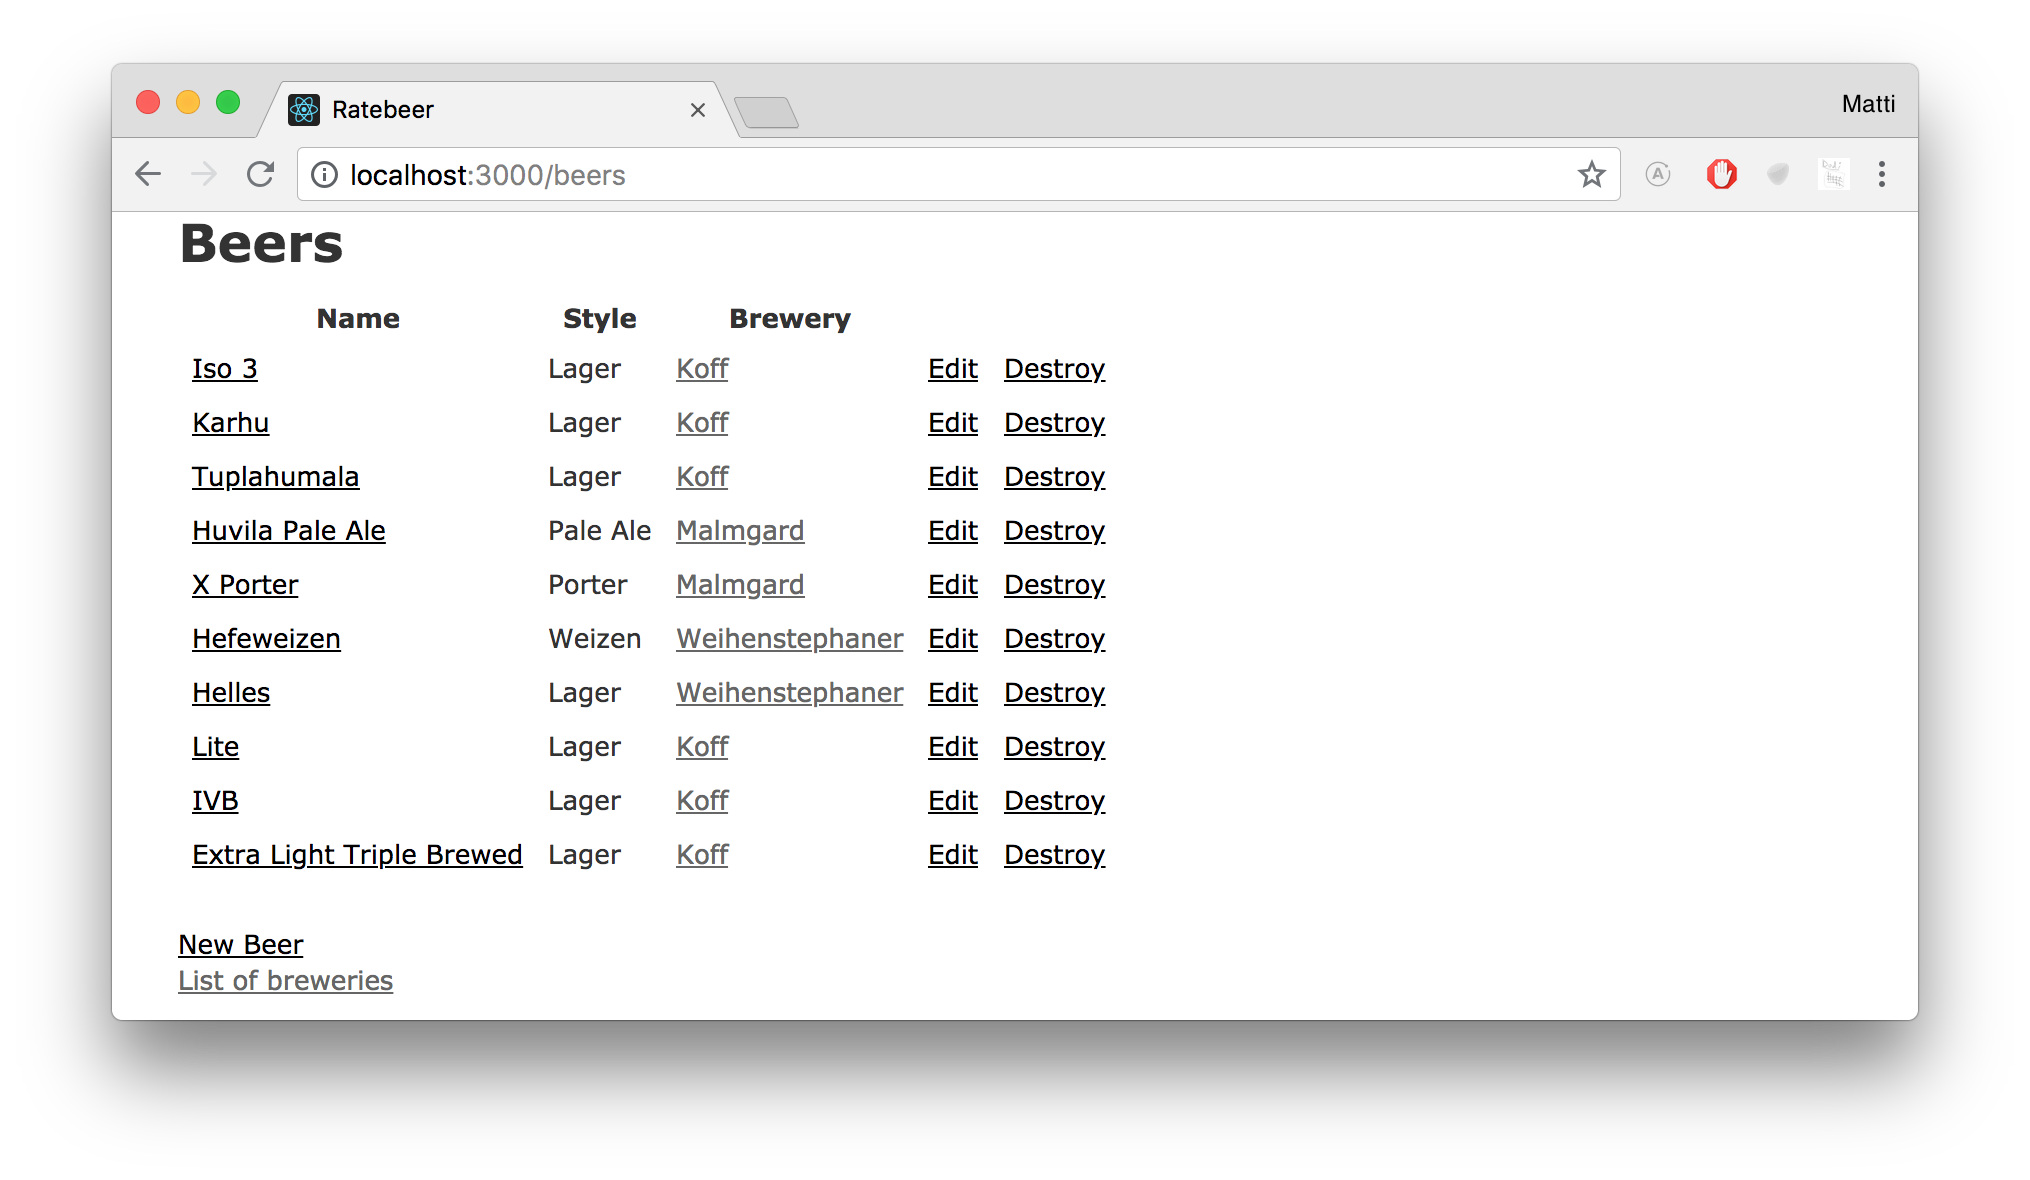 Ratebeer
Matti
localhost:3000/beers
Beers
Name Style Brewery
Iso 3 Lager Koff Edit Destroy
Karhu Lager Koff Edit Destroy
Tuplahumala Lager Koff Edit Destroy
Huvila Pale Ale Pale Ale Malmgard Edit Destroy
X Porter Porter Malmgard Edit Destroy
Hefeweizen Weizen Weihenstephaner Edit Destroy
Helles Lager Weihenstephaner Edit Destroy
Lite Lager Koff Edit Destroy
IVB Lager Koff Edit Destroy
Extra Light Triple Brewed Lager Koff Edit Destroy
New Beer
List of breweries